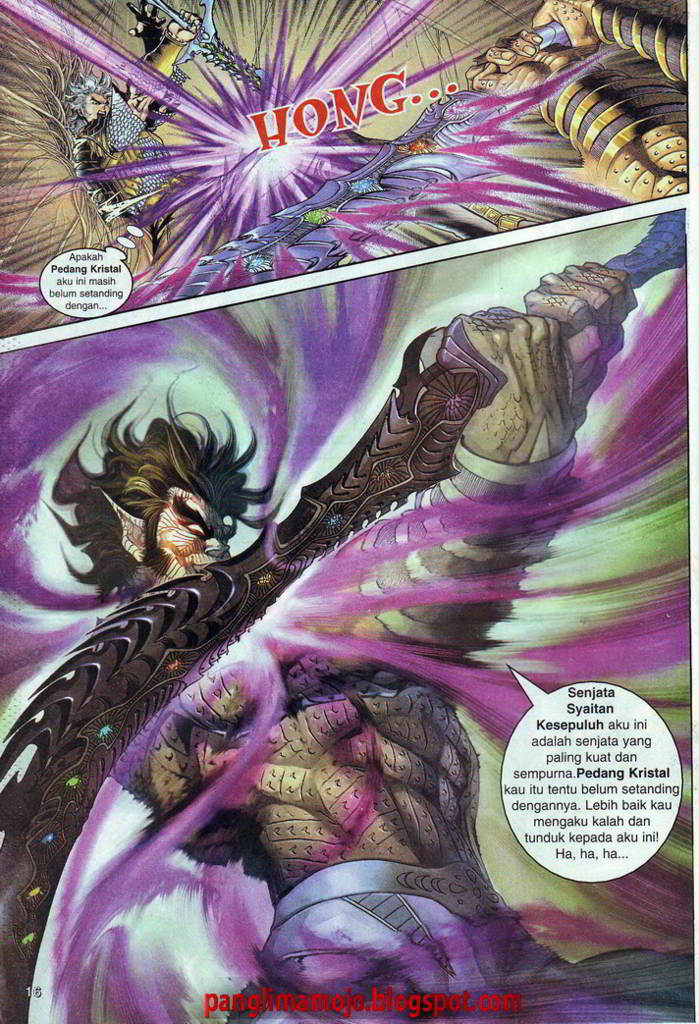 HONG...
Apakah
Pedang Kristal
aku ini masih
belum setanding
dengan...
Senjata
Syaitan
Kesepuluh aku ini
adalah senjata yang
paling kuat dan
sempurna.Pedang Kristal
kau itu tentu belum setanding
dengannya. Lebih baik kau
mengaku kalah dan
tunduk kepada aku ini!
Ha, ha, ha...
16
panglimamojo.blogspot.com